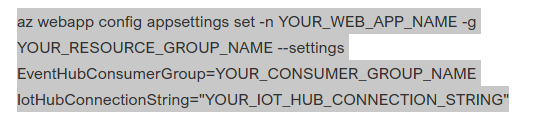 az webapp config appsettings set -n YOUR_WEB_APP_NAME -g
YOUR_RESOURCE_GROUP_NAME --settings
EventHubConsumerGroup=YOUR_CONSUMER_GROUP_NAME
IotHubConnectionString="YOUR_IOT_HUB_CONNECTION_STRING"